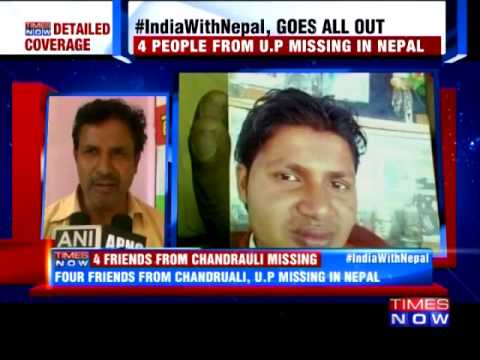 TIMES NOW
DETAILED COVERAGE
#IndiaWithNepal, GOES ALL OUT
4 PEOPLE FROM U.P MISSING IN NEPAL
ANI
APNS
TIMES NOW
4 FRIENDS FROM CHANDRAULI MISSING
#IndiaWithNepal
FOUR FRIENDS FROM CHANDRUALI, U.P MISSING IN NEPAL
TIMES NOW